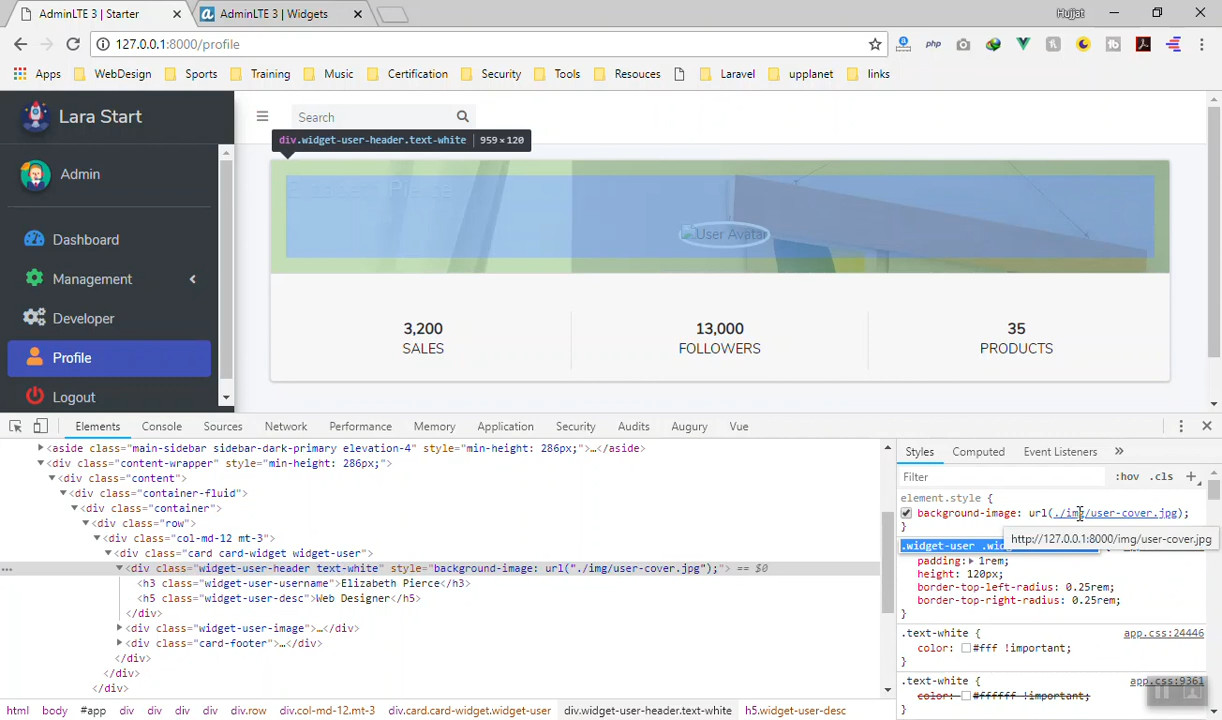 AdminLTE 3 | Starter
AdminLTE 3 | Widgets
Hujjat
127.0.0.1:8000/profile
php
Apps
WebDesign
Sports
Training
Music
Certification
Security
Tools
Resouces
Laravel
upplanet
links
Lara Start
Search
div.widget-user-header.text-white | 959 × 120
Admin
Elizabeth Pierce
User Avatar
Dashboard
Management
Developer
Profile
Logout
3,200
SALES
13,000
FOLLOWERS
35
PRODUCTS
Elements
Console
Sources
Network
Performance
Memory
Application
Security
Audits
Augury
Vue
<aside class="main-sidebar sidebar-dark-primary elevation-4" style="min-height: 286px;">…</aside>
<div class="content-wrapper" style="min-height: 286px;">
<div class="content">
<div class="container-fluid">
<div class="container">
<div class="row">
<div class="col-md-12 mt-3">
<div class="card card-widget widget-user">
… <div class="widget-user-header text-white" style="background-image: url("./img/user-cover.jpg");"> == $0
<h3 class="widget-user-username">Elizabeth Pierce</h3>
<h5 class="widget-user-desc">Web Designer</h5>
</div>
<div class="widget-user-image">…</div>
<div class="card-footer">…</div>
</div>
</div>
</div>
html
body
#app
div
div
div
div
div.row
div.col-md-12.mt-3
div.card.card-widget.widget-user
div.widget-user-header.text-white
h5.widget-user-desc
Styles
Computed
Event Listeners
»
Filter
:hov
.cls
+
element.style {
background-image: url(./img/user-cover.jpg);
}
http://127.0.0.1:8000/img/user-cover.jpg
.widget-user
padding: 1rem;
height: 120px;
border-top-left-radius: 0.25rem;
border-top-right-radius: 0.25rem;
}
.text-white {
app.css:24446
color: #fff !important;
}
.text-white {
app.css:9361
color: #ffffff !important;
}